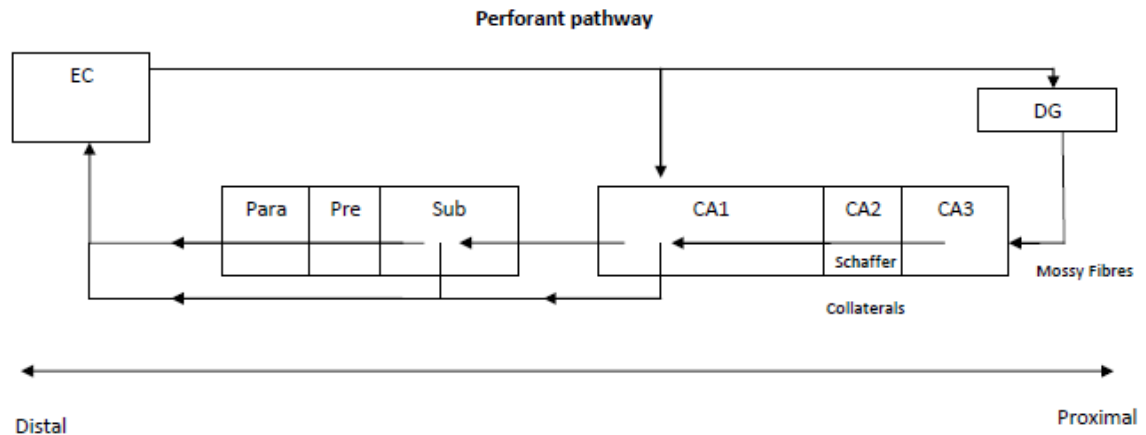 Perforant pathway
EC
DG
Para Pre Sub CA1 CA2 CA3
Schaffer
Mossy Fibres
Collaterals
Distal
Proximal